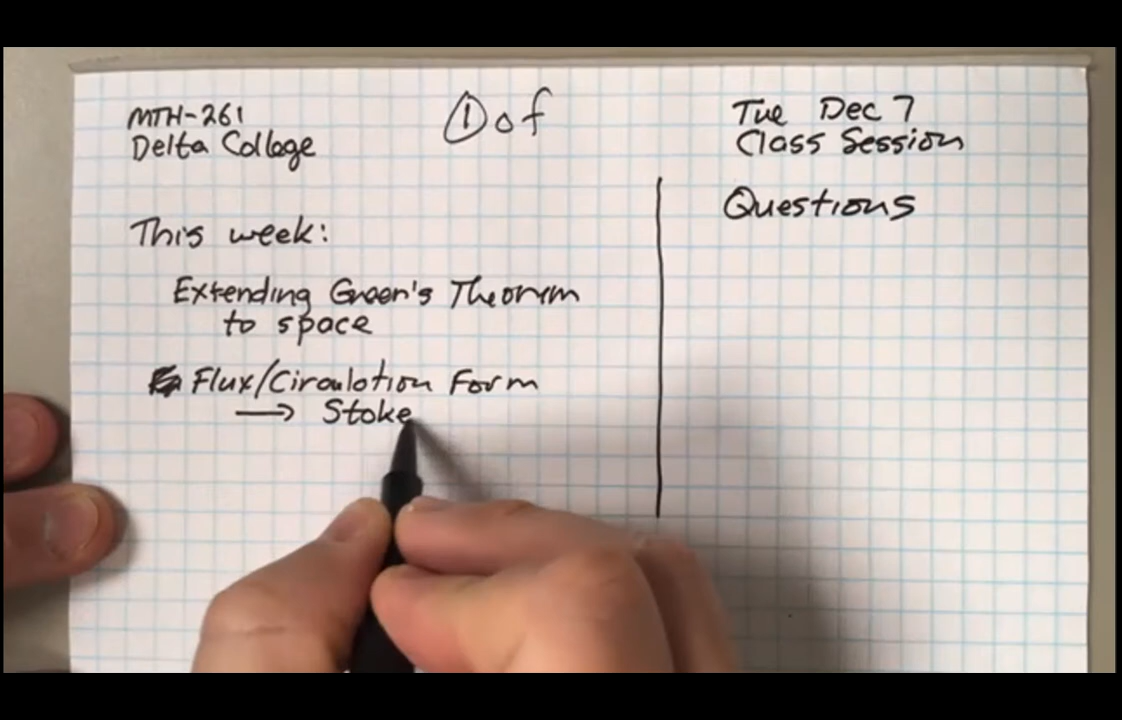 MTH-261
Delta College
① of
Tue Dec 7
Class Session
This week:
Extending Green's Theorem
to space
Flux/Circulation Form
→ Stoke
Questions